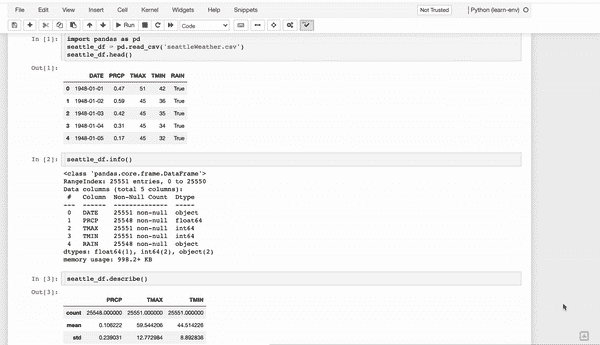 File Edit View Insert Cell Kernel Widgets Help Snippets
Not Trusted Python (learn-env)
Run Code
In [1]: import pandas as pd
seattle_df = pd.read_csv('seattleWeather.csv')
seattle_df.head()
Out[1]:
DATE PRCP TMAX TMIN RAIN
0 1948-01-01 0.47 51 42 True
1 1948-01-02 0.59 45 36 True
2 1948-01-03 0.42 45 35 True
3 1948-01-04 0.31 45 34 True
4 1948-01-05 0.17 45 32 True
In [2]: seattle_df.info()
<class 'pandas.core.frame.DataFrame'>
RangeIndex: 25551 entries, 0 to 25550
Data columns (total 5 columns):
# Column Non-Null Count Dtype
--- ------ -------------- -----
0 DATE 25551 non-null object
1 PRCP 25548 non-null float64
2 TMAX 25551 non-null int64
3 TMIN 25551 non-null int64
4 RAIN 25548 non-null object
dtypes: float64(1), int64(2), object(2)
memory usage: 998.2+ KB
In [3]: seattle_df.describe()
Out[3]:
PRCP TMAX TMIN
count 25548.000000 25551.000000 25551.000000
mean 0.106222 59.544206 44.514226
std 0.239031 12.772984 8.892836